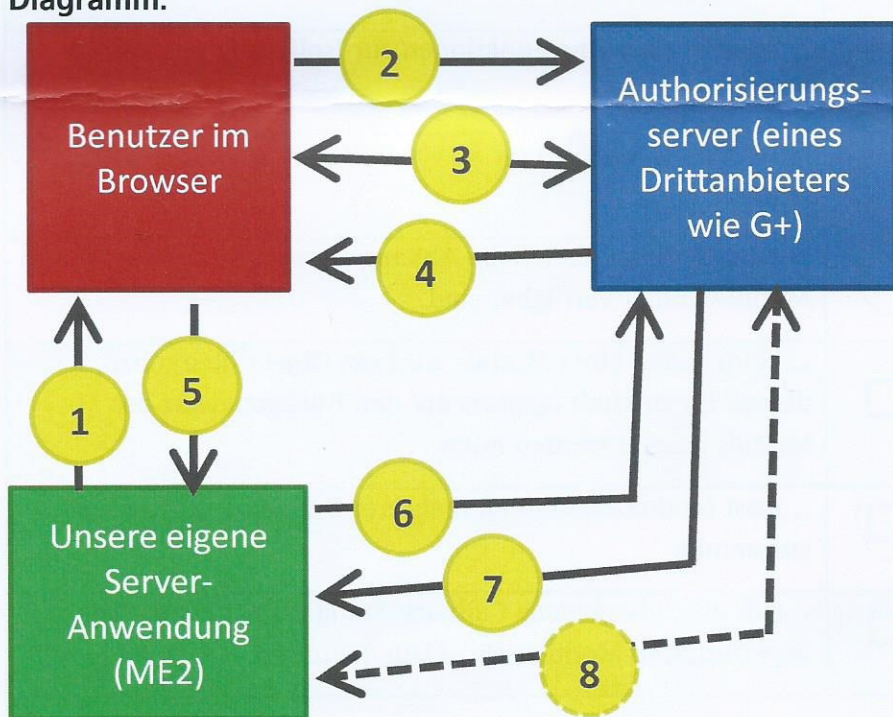 Diagramm:
2
Benutzer im
Browser
Authorisierungs-
server (eines
Drittanbieters
wie G+)
3
4
1
5
Unsere eigene
Server-
Anwendung
(ME2)
6
7
8